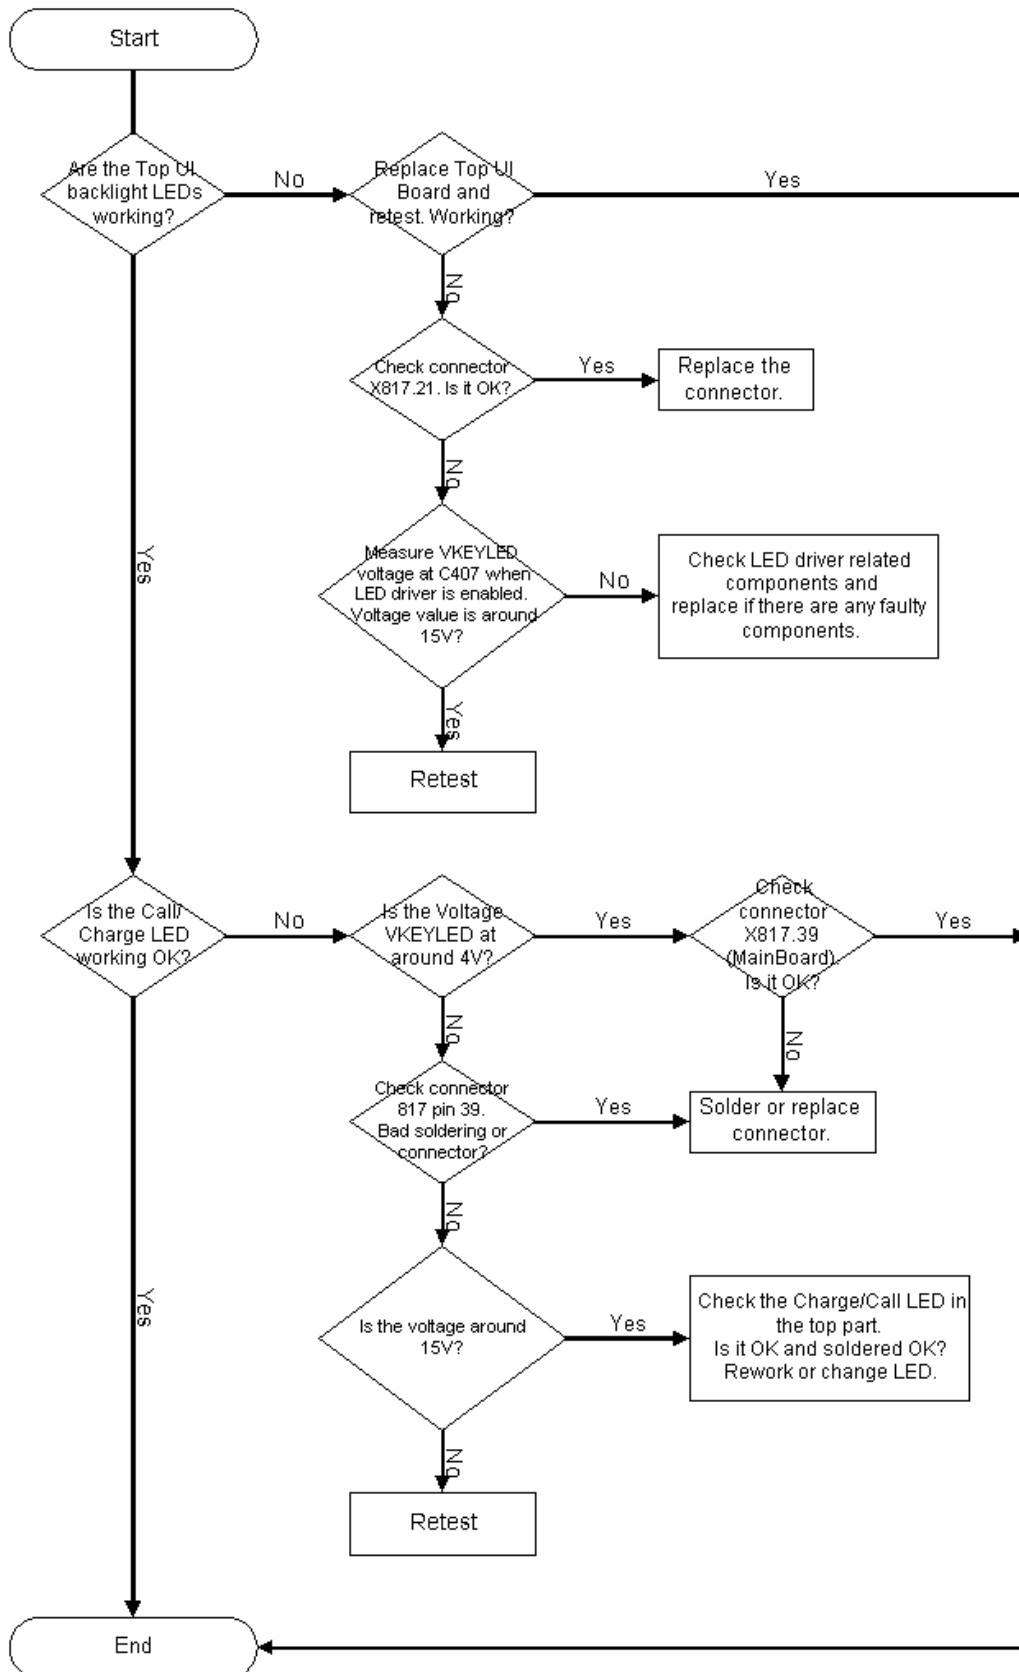 Start
Are the Top UI
backlight LEDs
working?
No
Replace Top UI
Board and
retest. Working?
Yes
No
Check connector
X817.21. Is it OK?
Yes
Replace the
connector.
No
Measure VKEYLED
voltage at C407 when
LED driver is enabled.
Voltage value is around
15V?
No
Check LED driver related
components and
replace if there are any faulty
components.
Yes
Yes
Retest
Is the Call/
Charge LED
working OK?
No
Is the Voltage
VKEYLED at
around 4V?
Yes
Check
connector
X817.39
(MainBoard).
Is it OK?
Yes
No
No
Check connector
817 pin 39.
Bad soldering or
connector?
Yes
Solder or replace
connector.
No
Is the voltage around
15V?
Yes
Check the Charge/Call LED in
the top part.
Is it OK and soldered OK?
Rework or change LED.
Yes
No
Retest
End